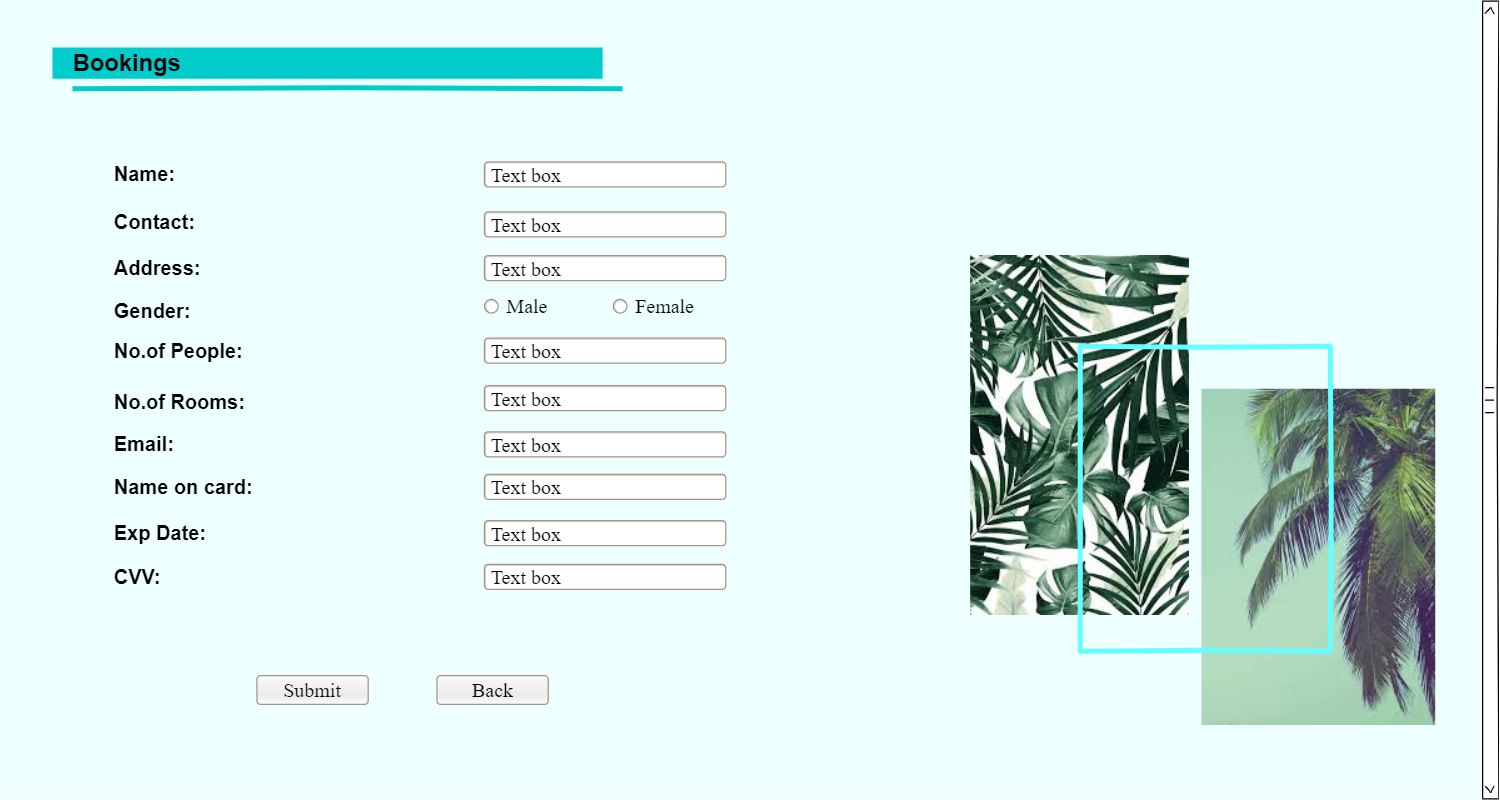 Bookings
Name: Text box
Contact: Text box
Address: Text box
Gender: Male Female
No.of People: Text box
No.of Rooms: Text box
Email: Text box
Name on card: Text box
Exp Date: Text box
CVV: Text box
Submit Back